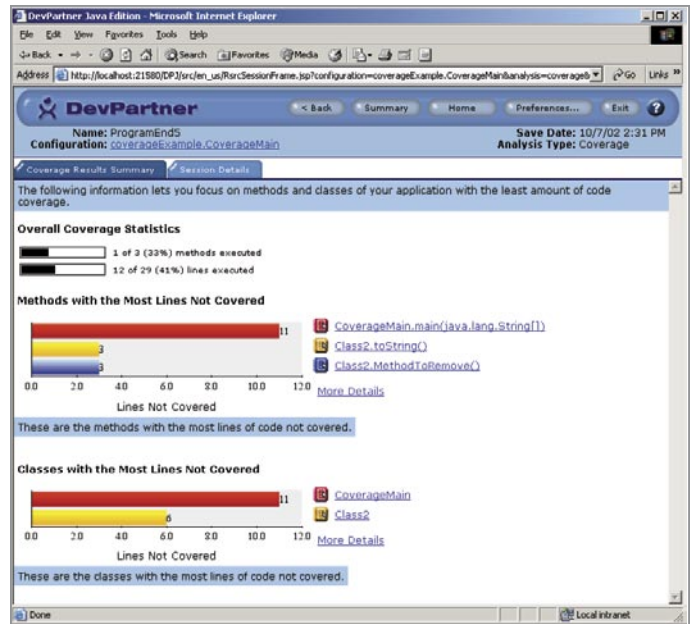 DevPartner Java Edition - Microsoft Internet Explorer
File Edit View Favorites Tools Help
Back Search Favorites Media
Address http://localhost:21580/DPJ/src/en_us/RsrcSessionFrame.jsp?configuration=coverageExample.CoverageMain&analysis=coverage& Go Links »
DevPartner < Back Summary Home Preferences... Exit ?
Name: ProgramEnd5 Save Date: 10/7/02 2:31 PM
Configuration: coverageExample.CoverageMain Analysis Type: Coverage
Coverage Results Summary Session Details
The following information lets you focus on methods and classes of your application with the least amount of code
coverage.
Overall Coverage Statistics
1 of 3 (33%) methods executed
12 of 29 (41%) lines executed
Methods with the Most Lines Not Covered
11 CoverageMain.main(java.lang.String[])
3 Class2.toString()
3 Class2.MethodToRemove()
0.0 2.0 4.0 6.0 8.0 10.0 12.0 More Details
Lines Not Covered
These are the methods with the most lines of code not covered.
Classes with the Most Lines Not Covered
11 CoverageMain
6 Class2
0.0 2.0 4.0 6.0 8.0 10.0 12.0 More Details
Lines Not Covered
These are the classes with the most lines of code not covered.
Done Local intranet